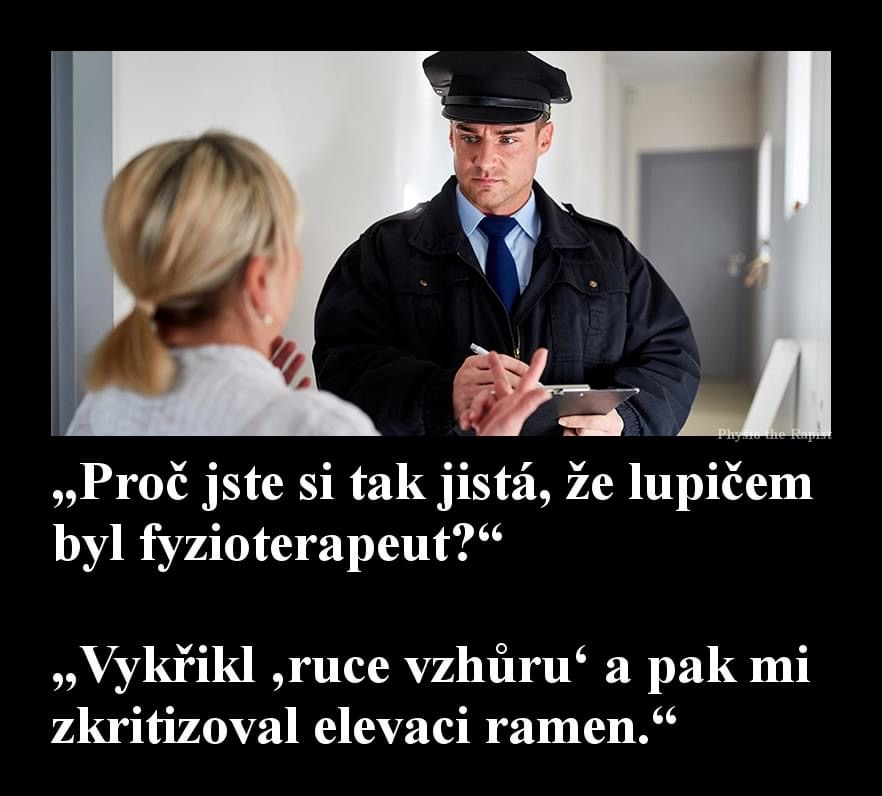 Physio the Rapist
„Proč jste si tak jistá, že lupičem
byl fyzioterapeut?“
„Vykřikl ‚ruce vzhůru‘ a pak mi
zkritizoval elevaci ramen.“